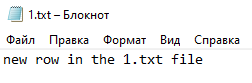 1.txt – Блокнот
Файл Правка Формат Вид Справка
new row in the 1.txt file